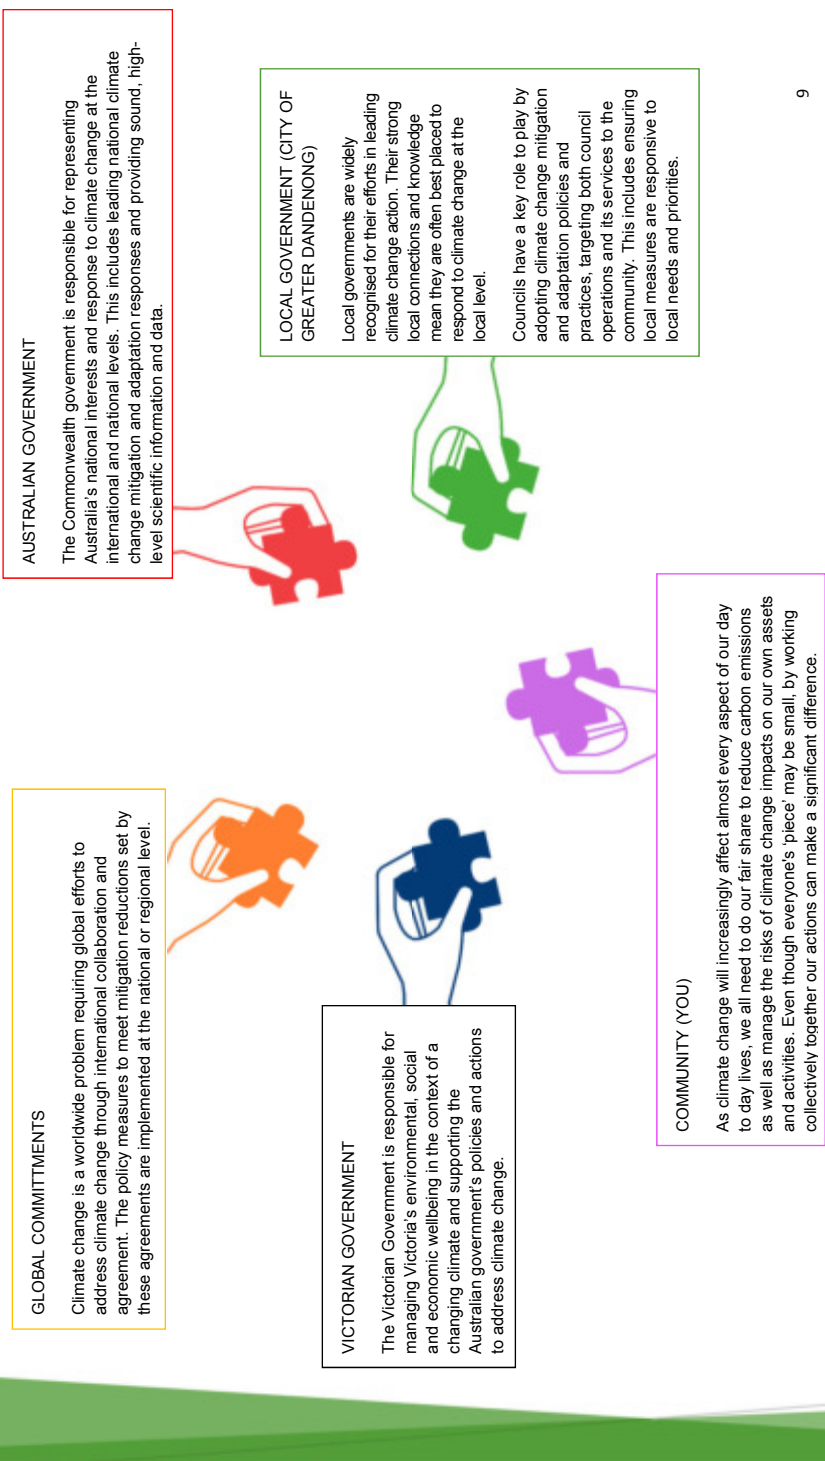 GLOBAL COMMITTMENTS
Climate change is a worldwide problem requiring global efforts to
address climate change through international collaboration and
agreement. The policy measures to meet mitigation reductions set by
these agreements are implemented at the national or regional level.
AUSTRALIAN GOVERNMENT
The Commonwealth government is responsible for representing
Australia's national interests and response to climate change at the
international and national levels. This includes leading national climate
change mitigation and adaptation responses and providing sound, high-
level scientific information and data.
VICTORIAN GOVERNMENT
The Victorian Government is responsible for
managing Victoria's environmental, social
and economic wellbeing in the context of a
changing climate and supporting the
Australian government's policies and actions
to address climate change.
LOCAL GOVERNMENT (CITY OF
GREATER DANDENONG)
Local governments are widely
recognised for their efforts in leading
climate change action. Their strong
local connections and knowledge
mean they are often best placed to
respond to climate change at the
local level.
Councils have a key role to play by
adopting climate change mitigation
and adaptation policies and
practices, targeting both council
operations and its services to the
community. This includes ensuring
local measures are responsive to
local needs and priorities.
COMMUNITY (YOU)
As climate change will increasingly affect almost every aspect of our day
to day lives, we all need to do our fair share to reduce carbon emissions
as well as manage the risks of climate change impacts on our own assets
and activities. Even though everyone's 'piece' may be small, by working
collectively together our actions can make a significant difference.
9